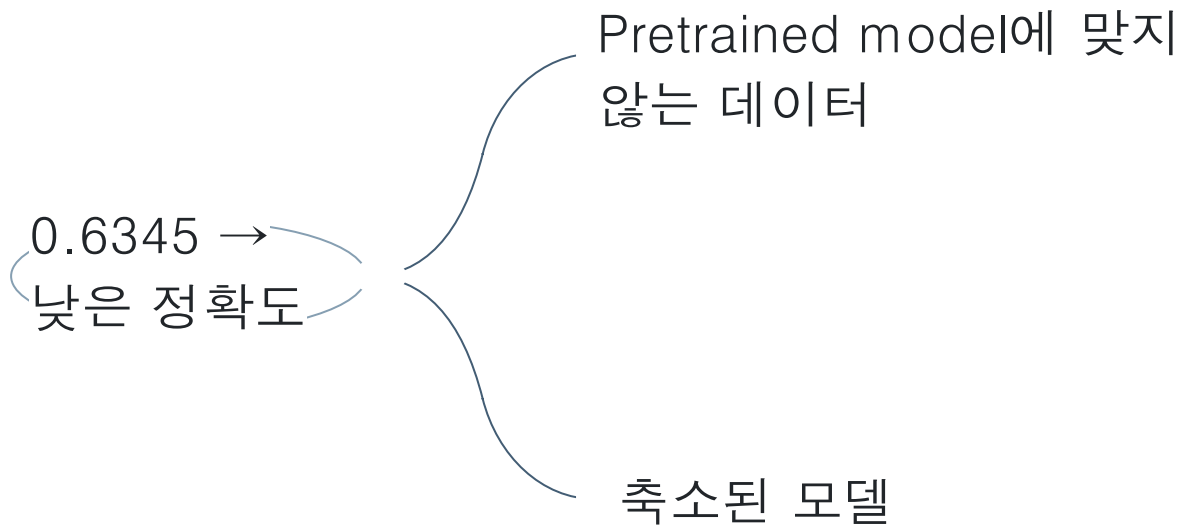 Pretrained model에 맞지
않는 데이터
0.6345 →
낮은 정확도
축소된 모델